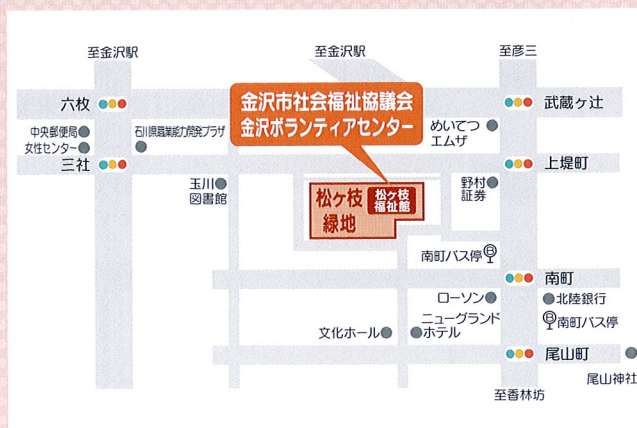 至金沢駅
至金沢駅
至彦三
六枚
武蔵ヶ辻
金沢市社会福祉協議会
金沢ボランティアセンター
中央郵便局
女性センター
石川県職業能力開発プラザ
めいてつ
エムザ
三社
上堤町
玉川
図書館
松ケ枝
緑地
松ケ枝
福祉館
野村
証券
南町バス停
B
南町
ローソン
北陸銀行
ニューグランド
ホテル
B
南町バス停
文化ホール
尾山町
尾山神社
至香林坊